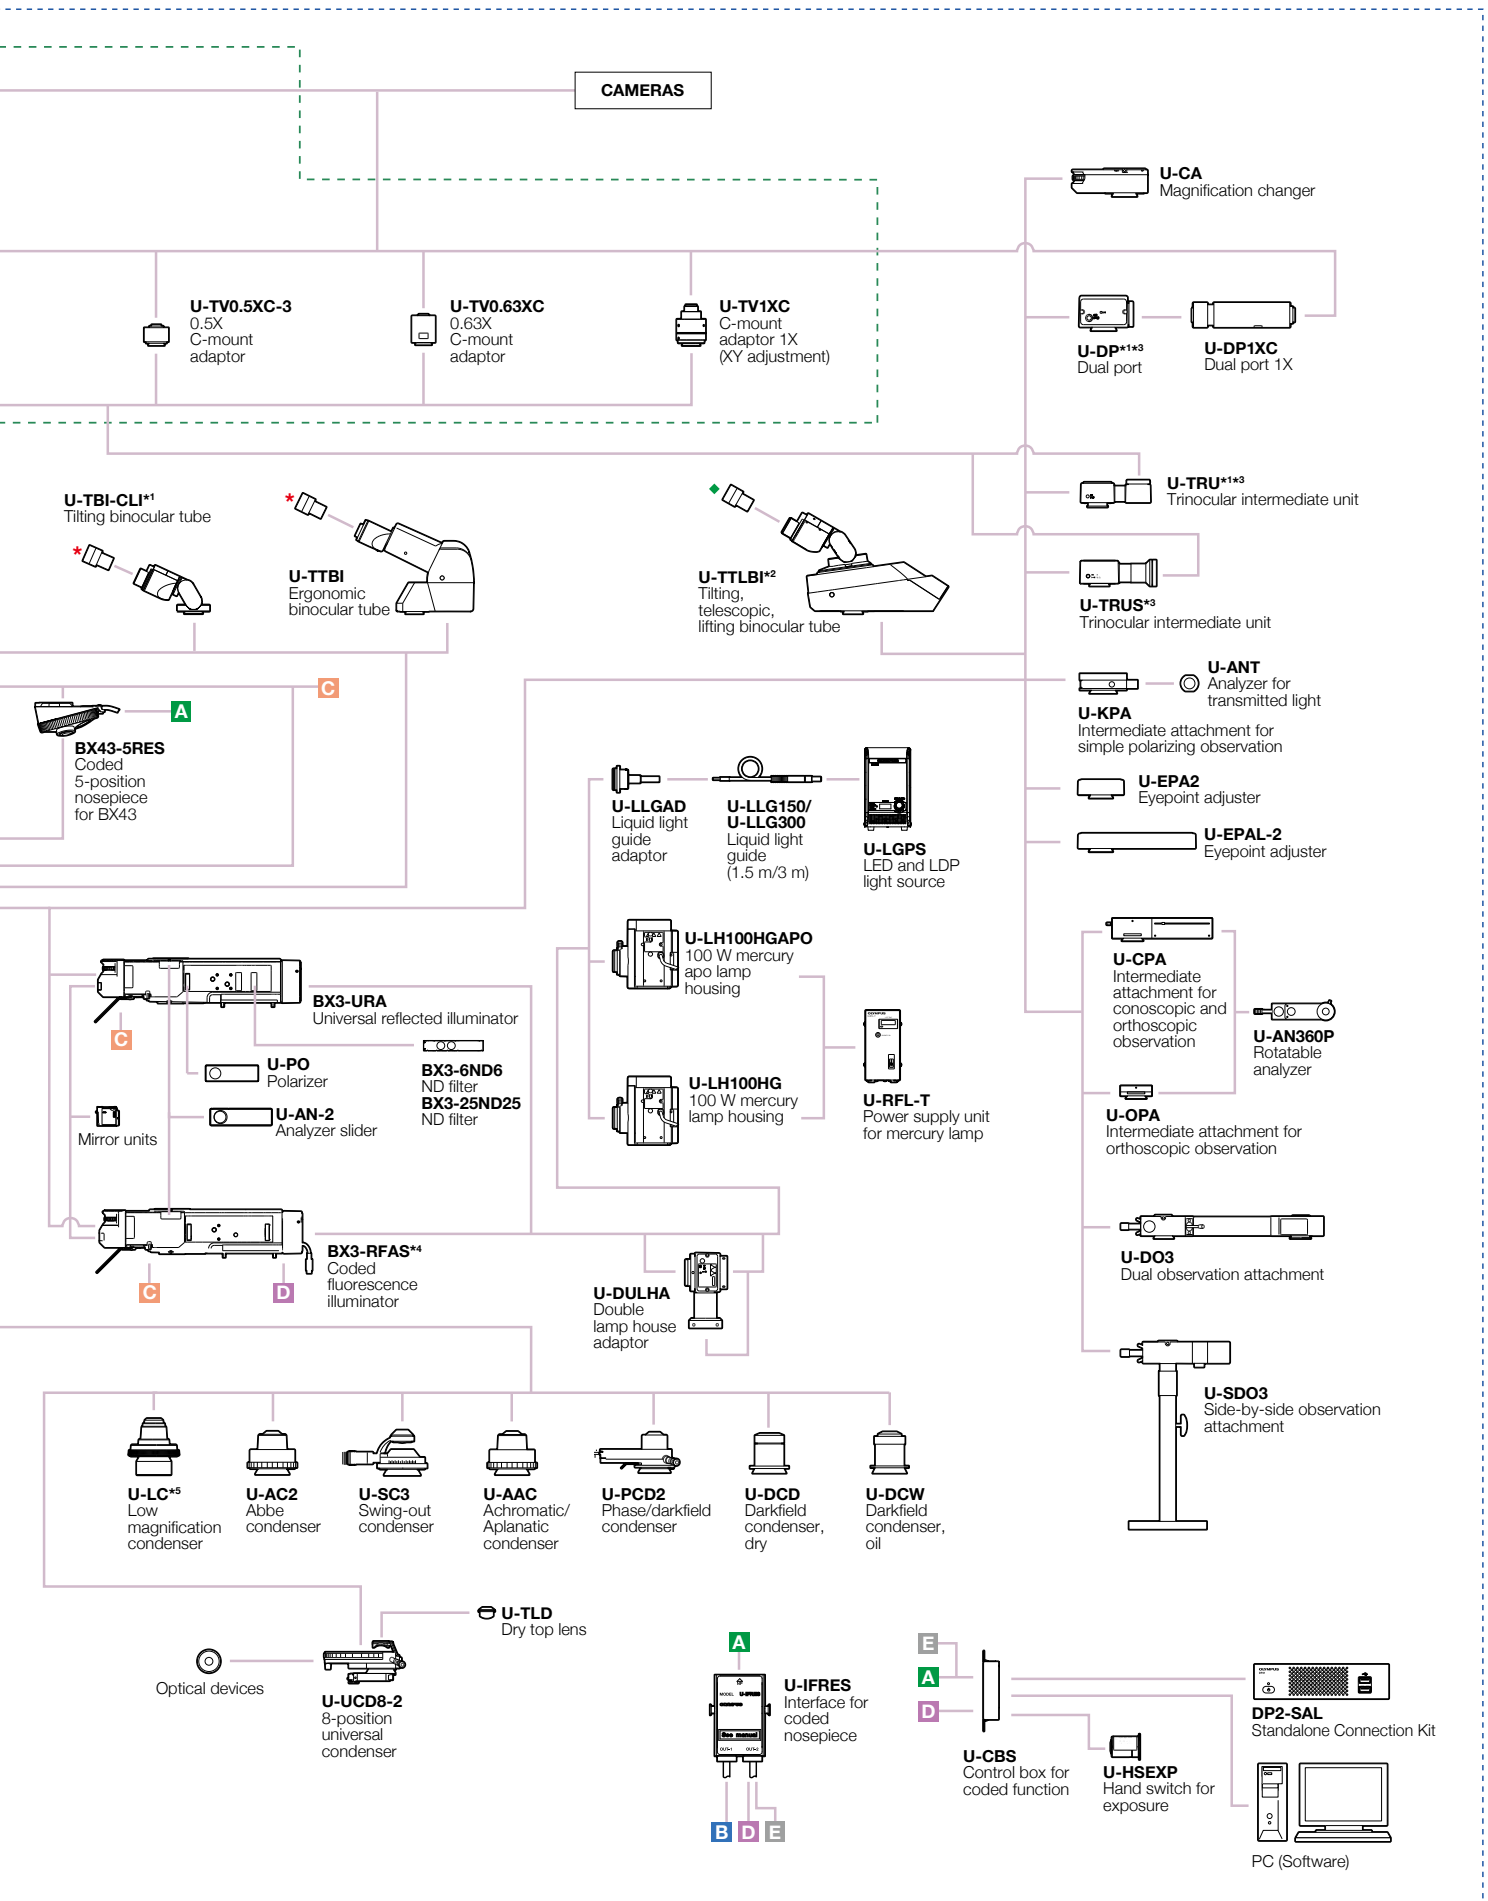 CAMERAS
U-CA
Magnification changer
U-TV0.5XC-3
0.5X
C-mount
adaptor
U-TV0.63XC
0.63X
C-mount
adaptor
U-TV1XC
C-mount
adaptor 1X
(XY adjustment)
U-DP*1*3
Dual port
U-DP1XC
Dual port 1X
U-TBI-CLI*1
Tilting binocular tube
*
*
U-TTBI
Ergonomic
binocular tube
U-TTLBI*2
Tilting,
telescopic,
lifting binocular tube
U-TRU*1*3
Trinocular intermediate unit
U-TRUS*3
Trinocular intermediate unit
C
A
BX43-5RES
Coded
5-position
nosepiece
for BX43
U-ANT
Analyzer for
transmitted light
U-KPA
Intermediate attachment for
simple polarizing observation
U-EPA2
Eyepoint adjuster
U-EPAL-2
Eyepoint adjuster
U-LLGAD
Liquid light
guide
adaptor
U-LLG150/
U-LLG300
Liquid light
guide
(1.5 m/3 m)
U-LGPS
LED and LDP
light source
U-LH100HGAPO
100 W mercury
apo lamp
housing
U-CPA
Intermediate
attachment for
conoscopic and
orthoscopic
observation
U-AN360P
Rotatable
analyzer
BX3-URA
Universal reflected illuminator
C
U-PO
Polarizer
BX3-6ND6
ND filter
BX3-25ND25
ND filter
U-AN-2
Analyzer slider
Mirror units
U-LH100HG
100 W mercury
lamp housing
OLYMPUS
U-RFL-T
Power supply unit
for mercury lamp
U-OPA
Intermediate attachment for
orthoscopic observation
BX3-RFAS*4
Coded
fluorescence
illuminator
C
D
U-DULHA
Double
lamp house
adaptor
U-DO3
Dual observation attachment
U-SDO3
Side-by-side observation
attachment
U-LC*5
Low
magnification
condenser
U-AC2
Abbe
condenser
U-SC3
Swing-out
condenser
U-AAC
Achromatic/
Aplanatic
condenser
U-PCD2
Phase/darkfield
condenser
U-DCD
Darkfield
condenser,
dry
U-DCW
Darkfield
condenser,
oil
U-TLD
Dry top lens
Optical devices
U-UCD8-2
8-position
universal
condenser
A
MODEL U-IFRES
OLYMPUS
See manual
OUT-1 OUT-2
U-IFRES
Interface for
coded
nosepiece
B D E
E
A
D
U-CBS
Control box for
coded function
U-HSEXP
Hand switch for
exposure
OLYMPUS
DP2-SAL
Standalone Connection Kit
PC (Software)